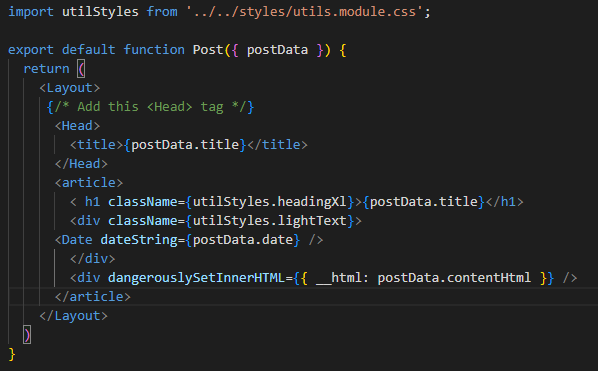 import utilStyles from '../../styles/utils.module.css';
export default function Post({ postData }) {
return (
<Layout>
{/* Add this <Head> tag */}
<Head>
<title>{postData.title}</title>
</Head>
<article>
< h1 className={utilStyles.headingXl}>{postData.title}</h1>
<div className={utilStyles.lightText}>
<Date dateString={postData.date} />
</div>
<div dangerouslySetInnerHTML={{ __html: postData.contentHtml }} />
</article>
</Layout>
)
}